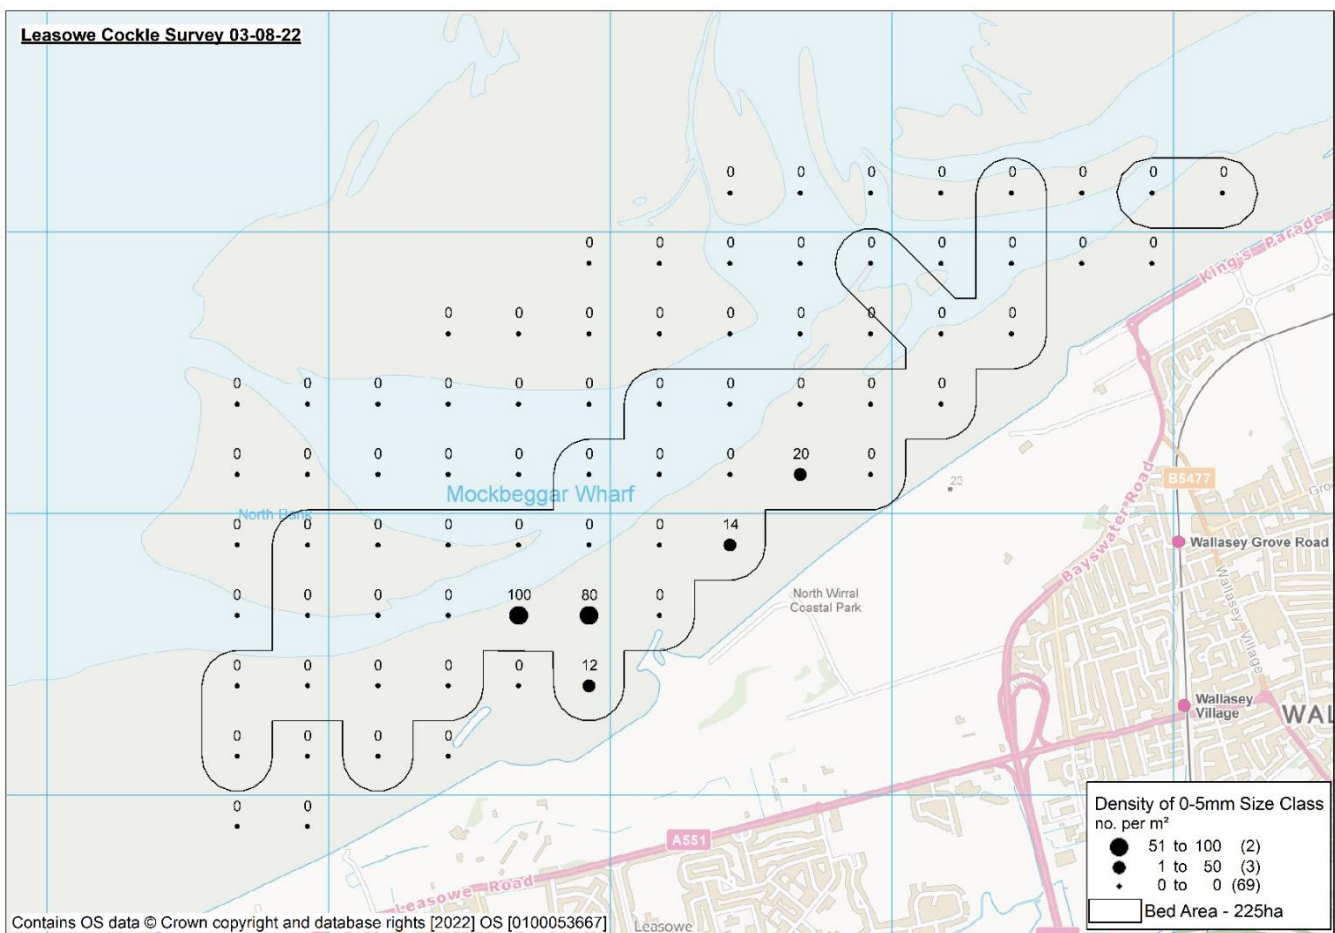 Leasowe Cockle Survey 03-08-22
0 0 0 0 0 0 0 0
0 0 0 0 0 0 0 0 0
King's Parade
0 0 0 0 0 0 0 0 0
0 0 0 0 0 0 0 0 0 0 0
0 0 0 0 0 0 0 0 20 0
23
B5477
Mockbeggar Wharf
North Bank
0 0 0 0 0 0 0 14
Bayswater Road
Wallasey Grove Road
0 0 0 0 100 80 0
North Wirral
Coastal Park
Wallasey Village
0 0 0 0 0 12
Wallasey
Village
WAL
0 0 0 0
0 0
A551
Leasowe Road
Leasowe
Density of 0-5mm Size Class
no. per m²
51 to 100 (2)
1 to 50 (3)
0 to 0 (69)
Bed Area - 225ha
Contains OS data © Crown copyright and database rights [2022] OS [0100053667]